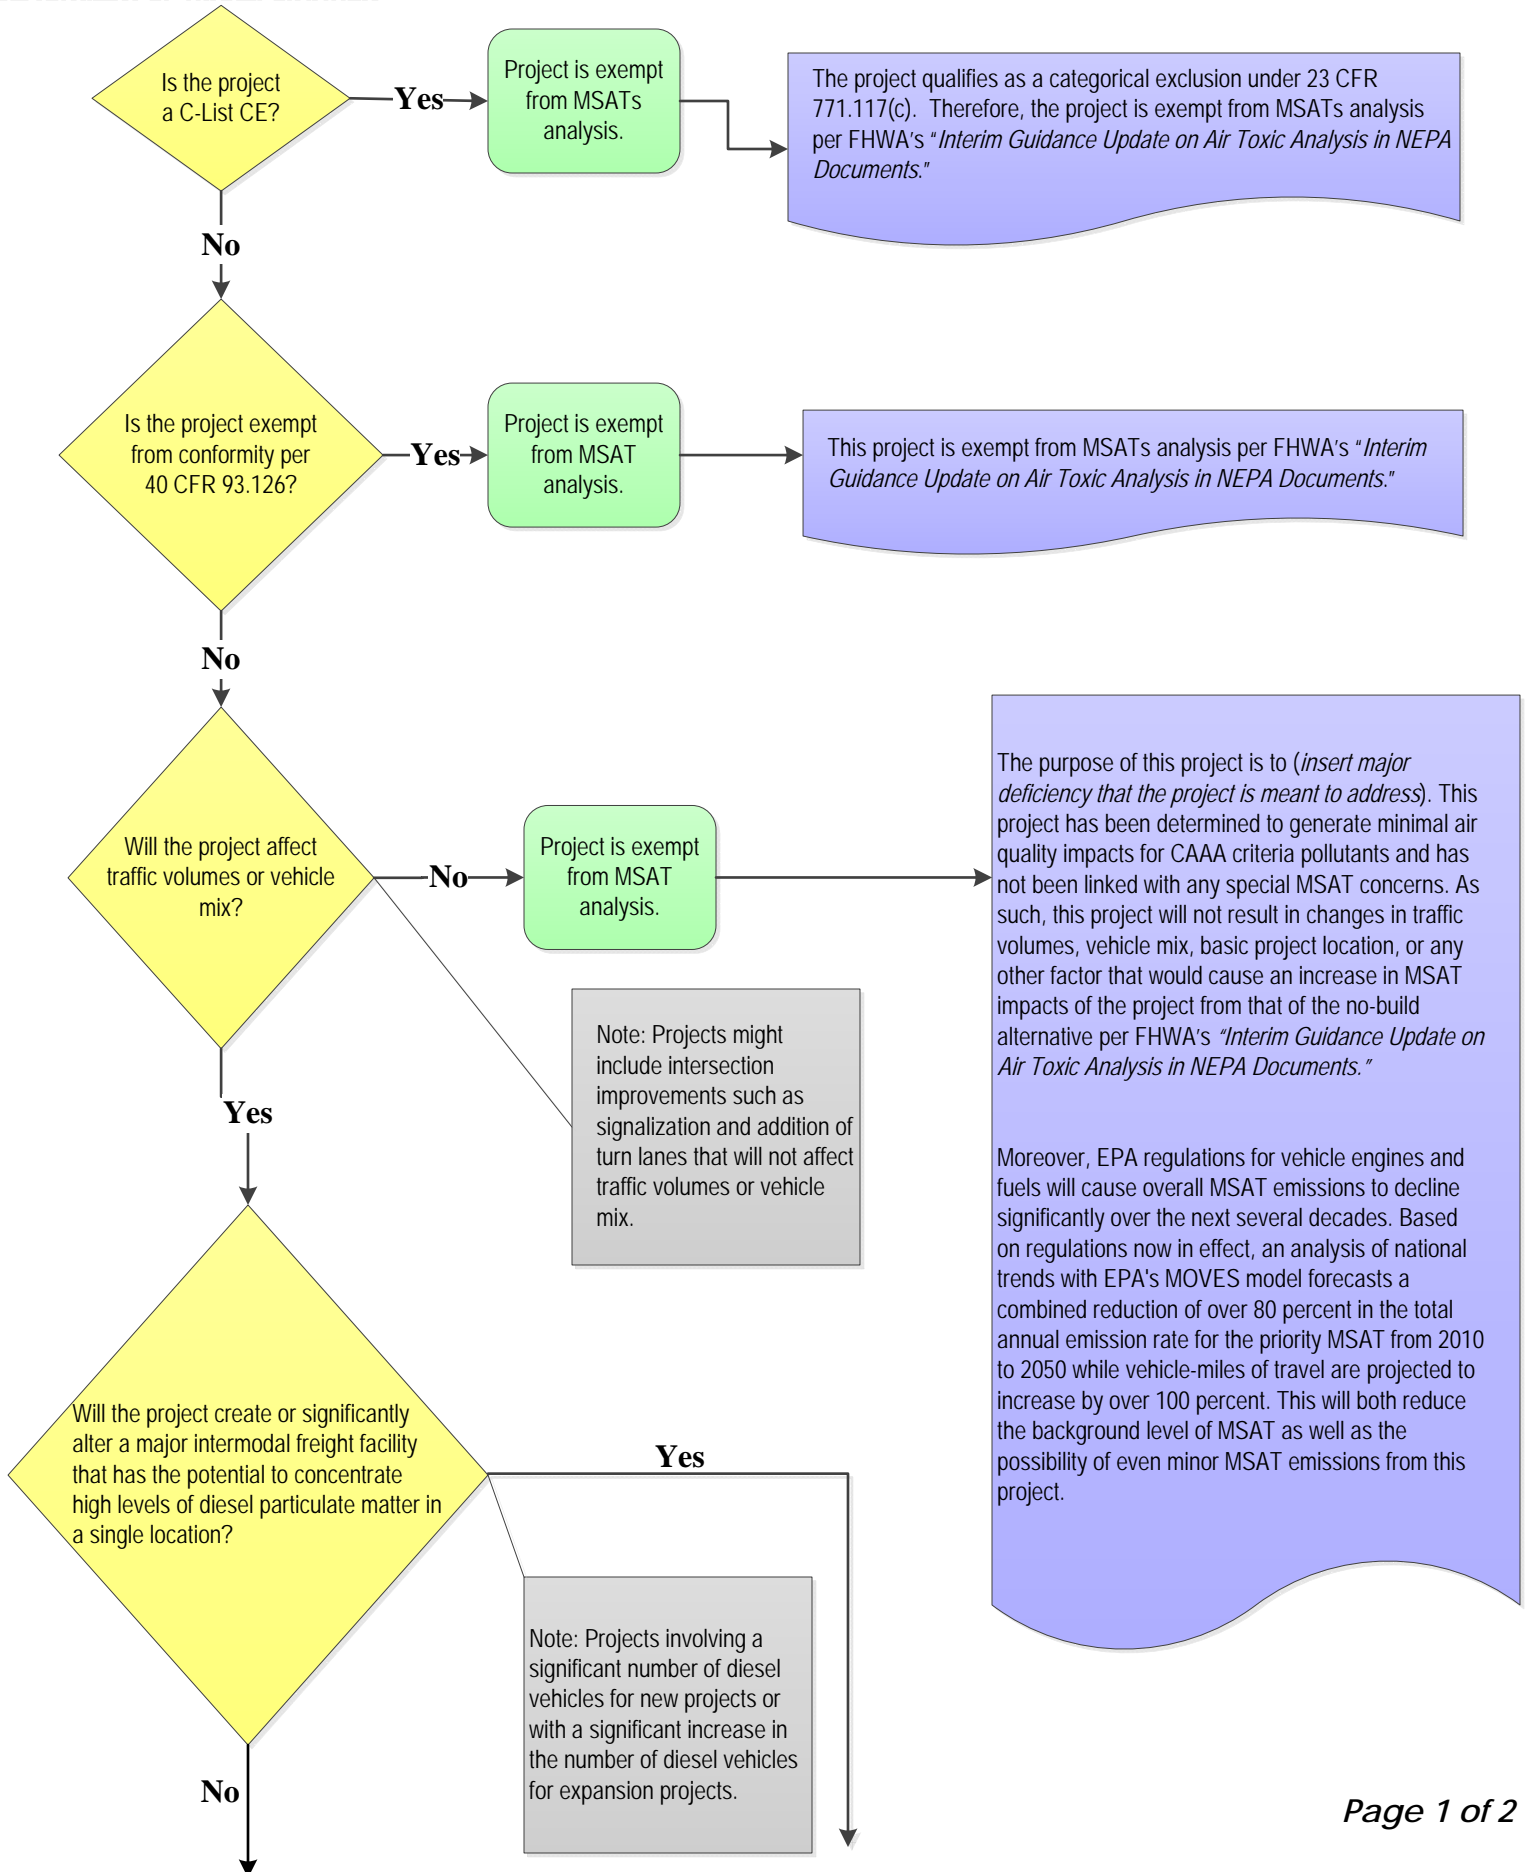 Is the project
a C-List CE?
Yes
Project is exempt
from MSATs
analysis.
The project qualifies as a categorical exclusion under 23 CFR
771.117(c).  Therefore, the project is exempt from MSATs analysis
per FHWA's “Interim Guidance Update on Air Toxic Analysis in NEPA
Documents.”
No
Is the project exempt
from conformity per
40 CFR 93.126?
Yes
Project is exempt
from MSAT
analysis.
This project is exempt from MSATs analysis per FHWA's “Interim
Guidance Update on Air Toxic Analysis in NEPA Documents.”
No
Will the project affect
traffic volumes or vehicle
mix?
No
Project is exempt
from MSAT
analysis.
The purpose of this project is to (insert major
deficiency that the project is meant to address). This
project has been determined to generate minimal air
quality impacts for CAAA criteria pollutants and has
not been linked with any special MSAT concerns. As
such, this project will not result in changes in traffic
volumes, vehicle mix, basic project location, or any
other factor that would cause an increase in MSAT
impacts of the project from that of the no-build
alternative per FHWA's “Interim Guidance Update on
Air Toxic Analysis in NEPA Documents.”
Moreover, EPA regulations for vehicle engines and
fuels will cause overall MSAT emissions to decline
significantly over the next several decades. Based
on regulations now in effect, an analysis of national
trends with EPA's MOVES model forecasts a
combined reduction of over 80 percent in the total
annual emission rate for the priority MSAT from 2010
to 2050 while vehicle-miles of travel are projected to
increase by over 100 percent. This will both reduce
the background level of MSAT as well as the
possibility of even minor MSAT emissions from this
project.
Note: Projects might
include intersection
improvements such as
signalization and addition of
turn lanes that will not affect
traffic volumes or vehicle
mix.
Yes
Will the project create or significantly
alter a major intermodal freight facility
that has the potential to concentrate
high levels of diesel particulate matter in
a single location?
Yes
Note: Projects involving a
significant number of diesel
vehicles for new projects or
with a significant increase in
the number of diesel vehicles
for expansion projects.
No
Page 1 of 2